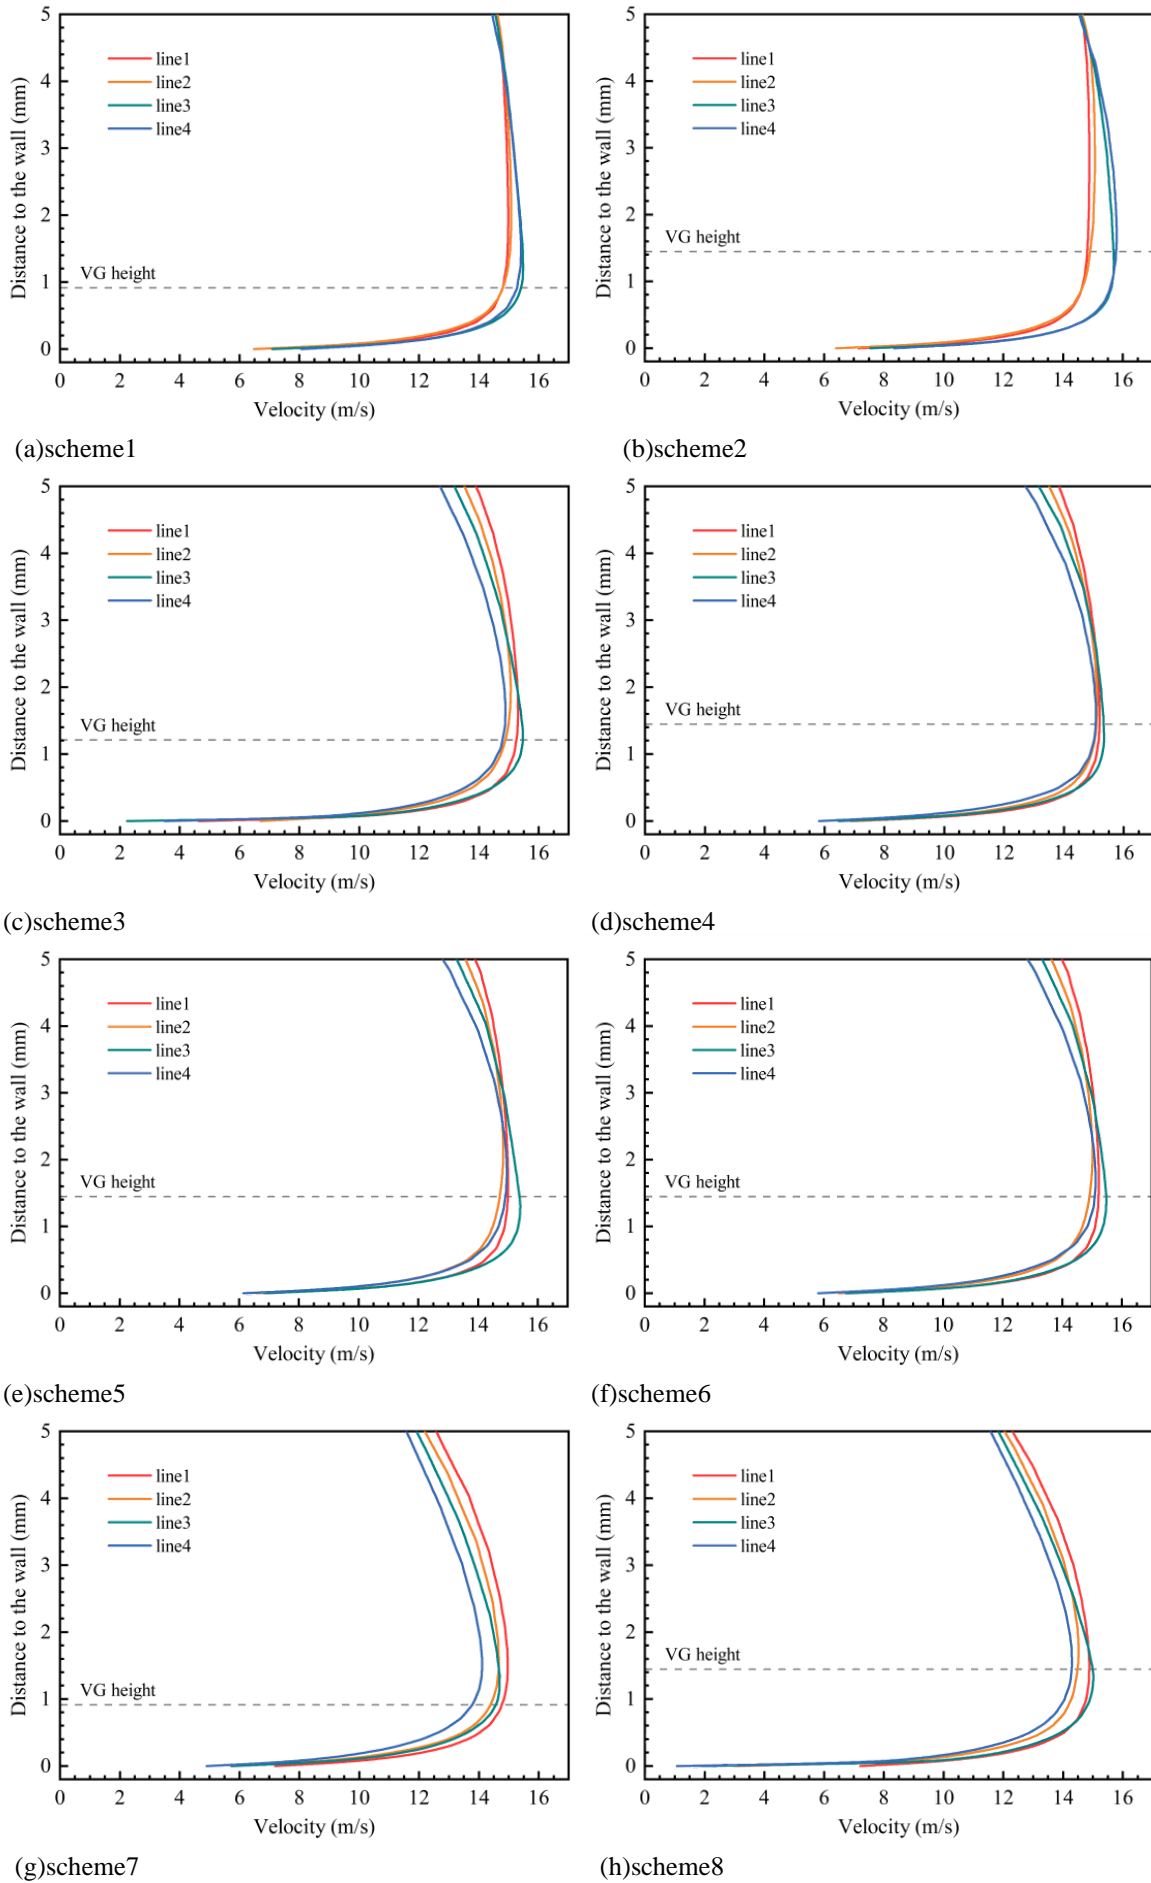 5
4
3
2
1
0
Distance to the wall (mm)
line1
line2
line3
line4
VG height
0 2 4 6 8 10 12 14 16
Velocity (m/s)
(a)scheme1
5
4
3
2
1
0
Distance to the wall (mm)
line1
line2
line3
line4
VG height
0 2 4 6 8 10 12 14 16
Velocity (m/s)
(b)scheme2
5
4
3
2
1
0
Distance to the wall (mm)
line1
line2
line3
line4
VG height
0 2 4 6 8 10 12 14 16
Velocity (m/s)
(c)scheme3
5
4
3
2
1
0
Distance to the wall (mm)
line1
line2
line3
line4
VG height
0 2 4 6 8 10 12 14 16
Velocity (m/s)
(d)scheme4
5
4
3
2
1
0
Distance to the wall (mm)
line1
line2
line3
line4
VG height
0 2 4 6 8 10 12 14 16
Velocity (m/s)
(e)scheme5
5
4
3
2
1
0
Distance to the wall (mm)
line1
line2
line3
line4
VG height
0 2 4 6 8 10 12 14 16
Velocity (m/s)
(f)scheme6
5
4
3
2
1
0
Distance to the wall (mm)
line1
line2
line3
line4
VG height
0 2 4 6 8 10 12 14 16
Velocity (m/s)
(g)scheme7
5
4
3
2
1
0
Distance to the wall (mm)
line1
line2
line3
line4
VG height
0 2 4 6 8 10 12 14 16
Velocity (m/s)
(h)scheme8